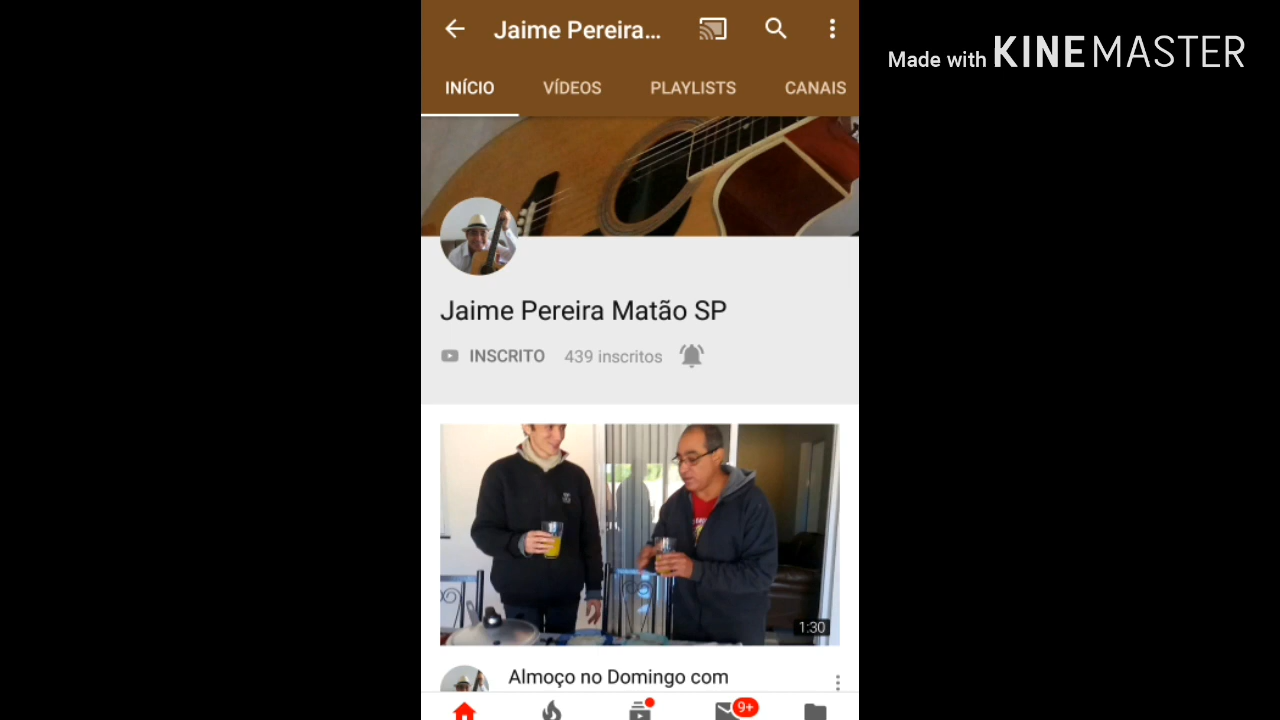 Jaime Pereira...
Made with KINEMASTER
INÍCIO VÍDEOS PLAYLISTS CANAIS
Jaime Pereira Matão SP
INSCRITO 439 inscritos
1:30
Almoço no Domingo com
9+